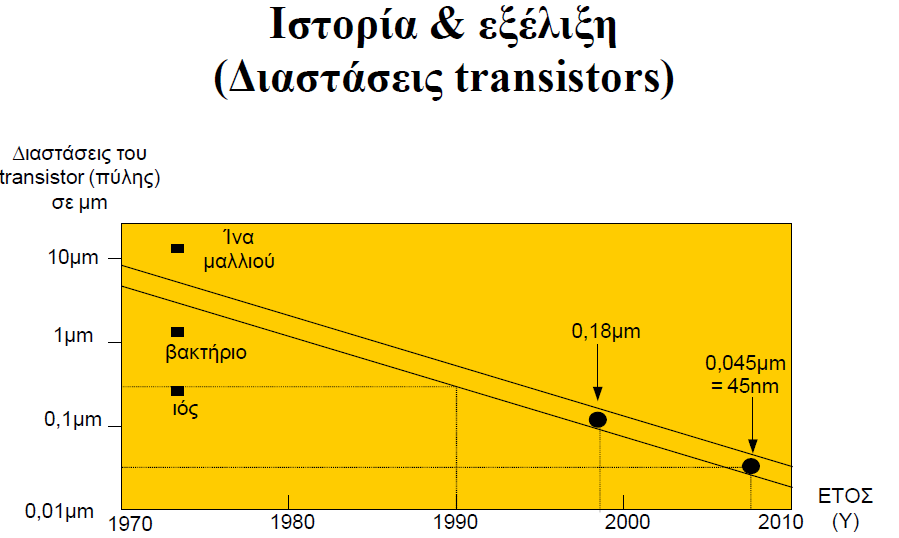 Ιστορία & εξέλιξη
(Διαστάσεις transistors)
Διαστάσεις του
transistor (πύλης)
σε μm
10μm
1μm
0,1μm
0,01μm
Ίνα
μαλλιού
βακτήριο
ιός
0,18μm
0,045μm
= 45nm
1970
1980
1990
2000
2010
ΕΤΟΣ
(Υ)